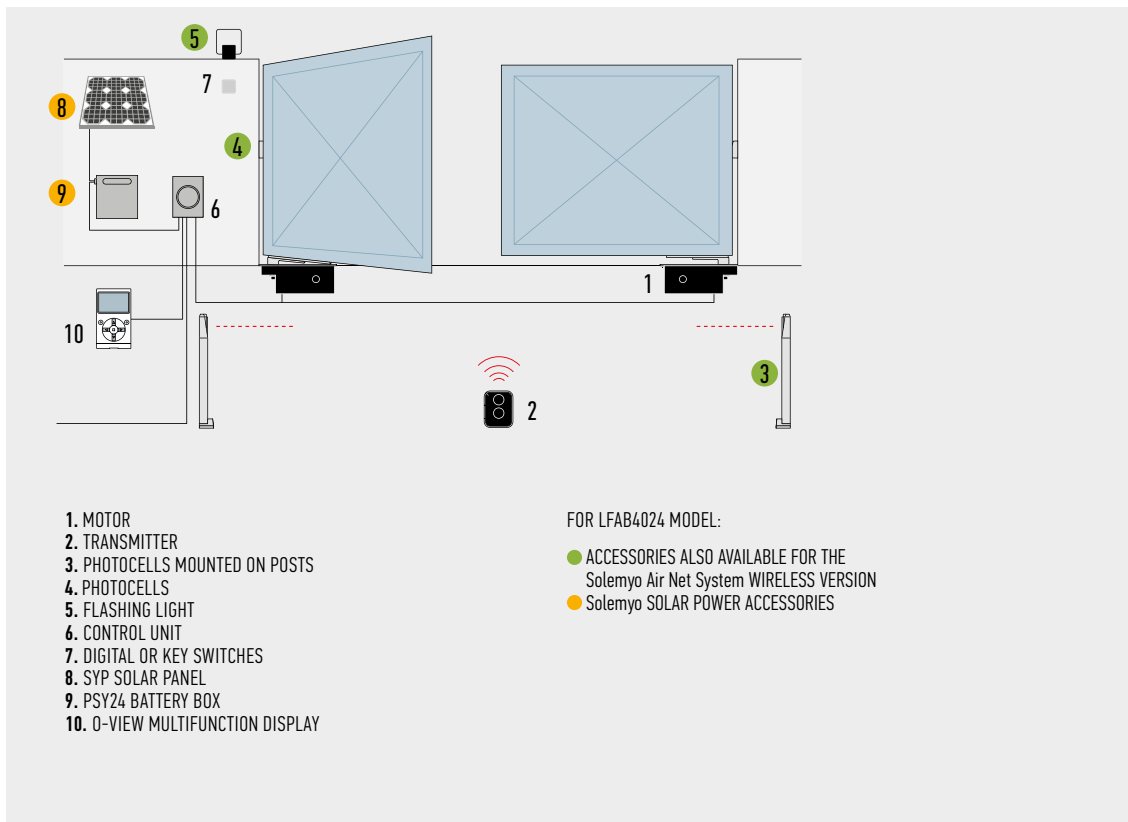 5
7
8
4
9
6
1
10
3
2
1. MOTOR
2. TRANSMITTER
3. PHOTOCELLS MOUNTED ON POSTS
4. PHOTOCELLS
5. FLASHING LIGHT
6. CONTROL UNIT
7. DIGITAL OR KEY SWITCHES
8. SYP SOLAR PANEL
9. PSY24 BATTERY BOX
10. O-VIEW MULTIFUNCTION DISPLAY
FOR LFAB4024 MODEL:
ACCESSORIES ALSO AVAILABLE FOR THE
Solemyo Air Net System WIRELESS VERSION
Solemyo SOLAR POWER ACCESSORIES